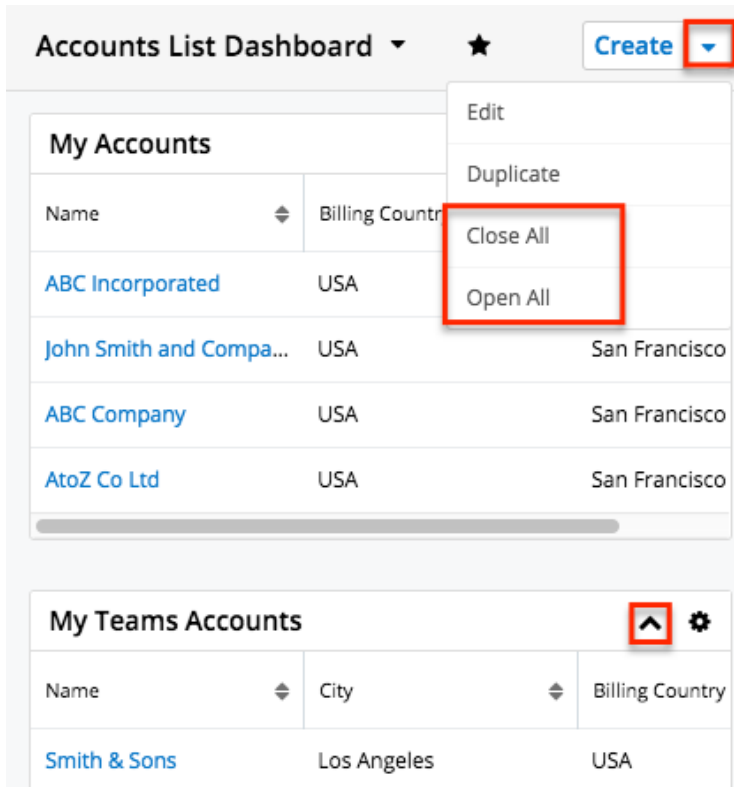 Accounts List Dashboard Create
Edit
My Accounts
Duplicate
Name Billing
Close All
ABC Incorporated USA
Open All
John Smith and Compa... USA San Francisco
ABC Company USA San Francisco
AtoZ Co Ltd USA San Francisco
My Teams Accounts
Name City Billing Country
Smith & Sons Los Angeles USA